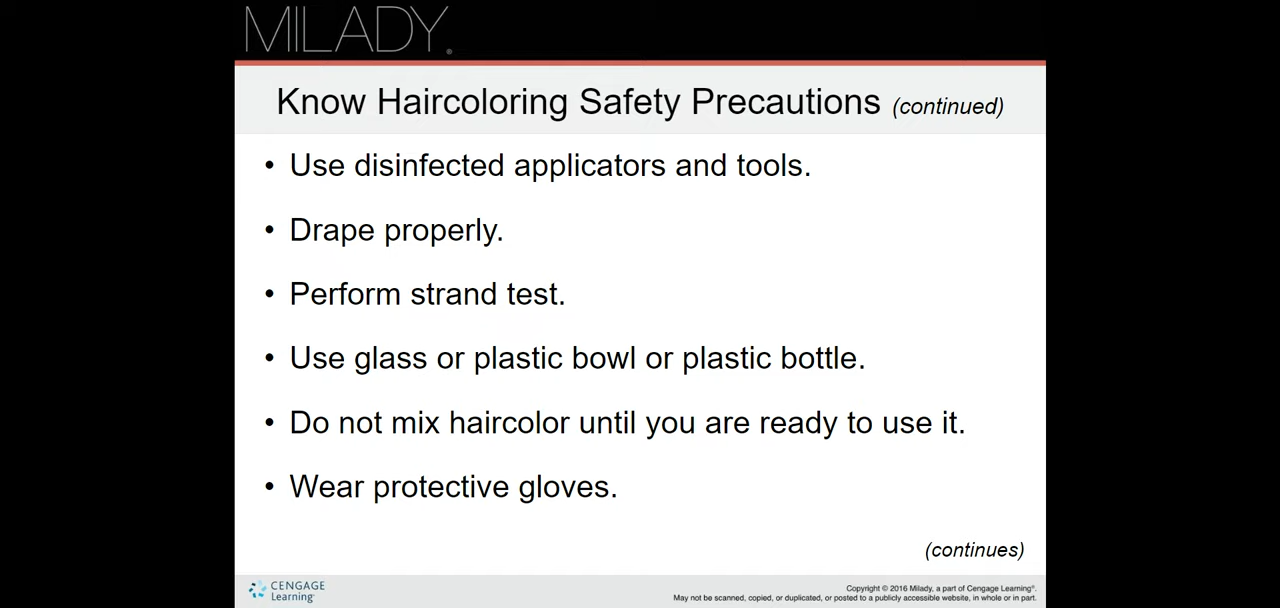 MILADY.
Know Haircoloring Safety Precautions (continued)
• Use disinfected applicators and tools.
• Drape properly.
• Perform strand test.
• Use glass or plastic bowl or plastic bottle.
• Do not mix haircolor until you are ready to use it.
• Wear protective gloves.
(continues)
CENGAGE
Learning®
Copyright © 2016 Milady, a part of Cengage Learning®.
May not be scanned, copied, or duplicated, or posted to a publicly accessible website, in whole or in part.